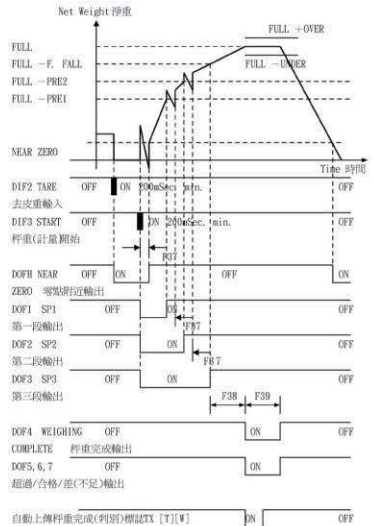 Net Weight 淨重
FULL +OVER
FULL
FULL -F. FALL
FULL -UNDER
FULL -PRE2
FULL -PRE1
NEAR ZERO
Time 時間
DIF2 TARE OFF ON 200mSec. min. OFF
去皮重輸入
DIF3 START OFF ON 200mSec. min. OFF
秤重(計量)開始
F37
DOFH NEAR OFF ON OFF ON
ZERO 零點附近輸出
DOF1 SP1 OFF ON OFF
第一段輸出
F37
DOF2 SP2 OFF ON OFF
第二段輸出
F37
DOF3 SP3 OFF ON OFF
第三段輸出
F38 F39
DOF4 WEIGHING OFF ON OFF
COMPLETE 秤重完成輸出
DOF5,6,7 OFF ON OFF
超過/合格/差(不足)輸出
自動上傳秤重完成(判別)標誌TX [T][W] ON OFF